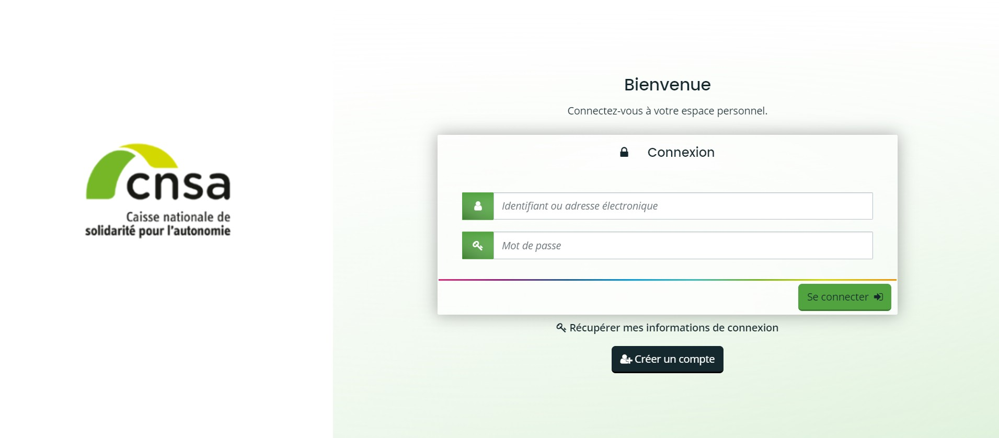 cnsa
Caisse nationale de
solidarité pour l'autonomie
Bienvenue
Connectez-vous à votre espace personnel.
Connexion
Identifiant ou adresse électronique
Mot de passe
Se connecter
Récupérer mes informations de connexion
Créer un compte